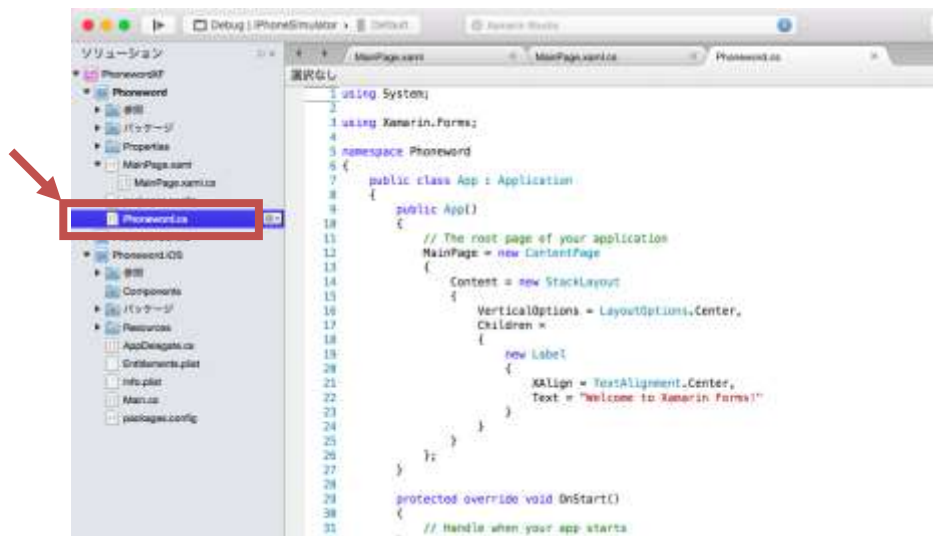 Debug | iPhoneSimulator
Default
Xamarin Studio
ソリューション
PhonewordXF
Phoneword
参照
パッケージ
Properties
MainPage.xaml
MainPage.xaml.cs
Phoneword.cs
Phoneword.iOS
参照
Components
パッケージ
Resources
AppDelegate.cs
Entitlements.plist
Info.plist
Main.cs
packages.config
MainPage.xaml
MainPage.xaml.cs
Phoneword.cs
選択なし
1 using System;
2
3 using Xamarin.Forms;
4
5 namespace Phoneword
6 {
7 public class App : Application
8 {
9 public App()
10 {
11 // The root page of your application
12 MainPage = new ContentPage
13 {
14 Content = new StackLayout
15 {
16 VerticalOptions = LayoutOptions.Center,
17 Children =
18 {
19 new Label
20 {
21 XAlign = TextAlignment.Center,
22 Text = "Welcome to Xamarin Forms!"
23 }
24 }
25 }
26 };
27 }
28
29 protected override void OnStart()
30 {
31 // Handle when your app starts